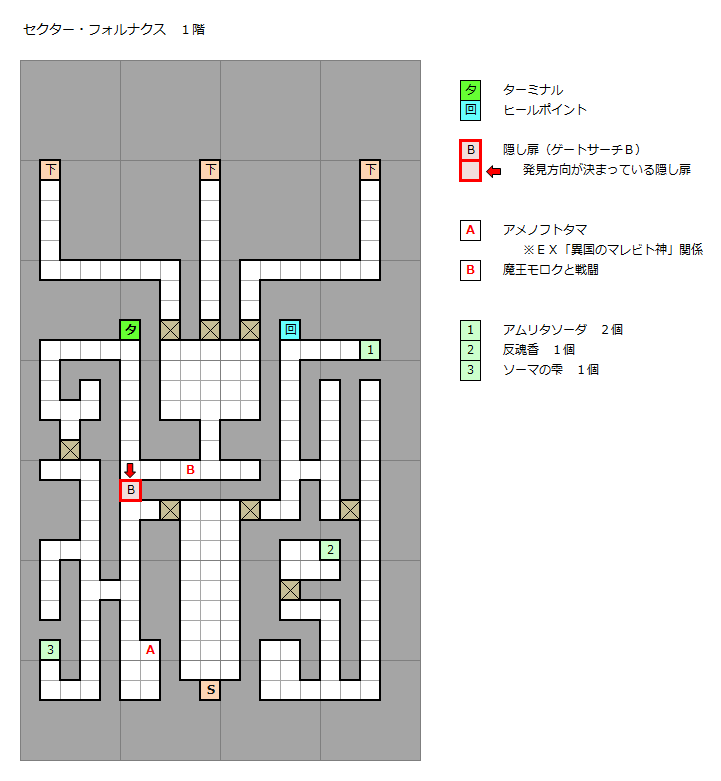 セクター・フォルナクス　１階
タ　ターミナル
回　ヒールポイント
B　隠し扉（ゲートサーチＢ）
発見方向が決まっている隠し扉
下　下　下
A　アメノフトタマ
※ＥＸ「異国のマレビト神」関係
B　魔王モロクと戦闘
タ　回
1　アムリタソーダ　２個
1
2　反魂香　１個
3　ソーマの雫　１個
B
B
2
3　A
S